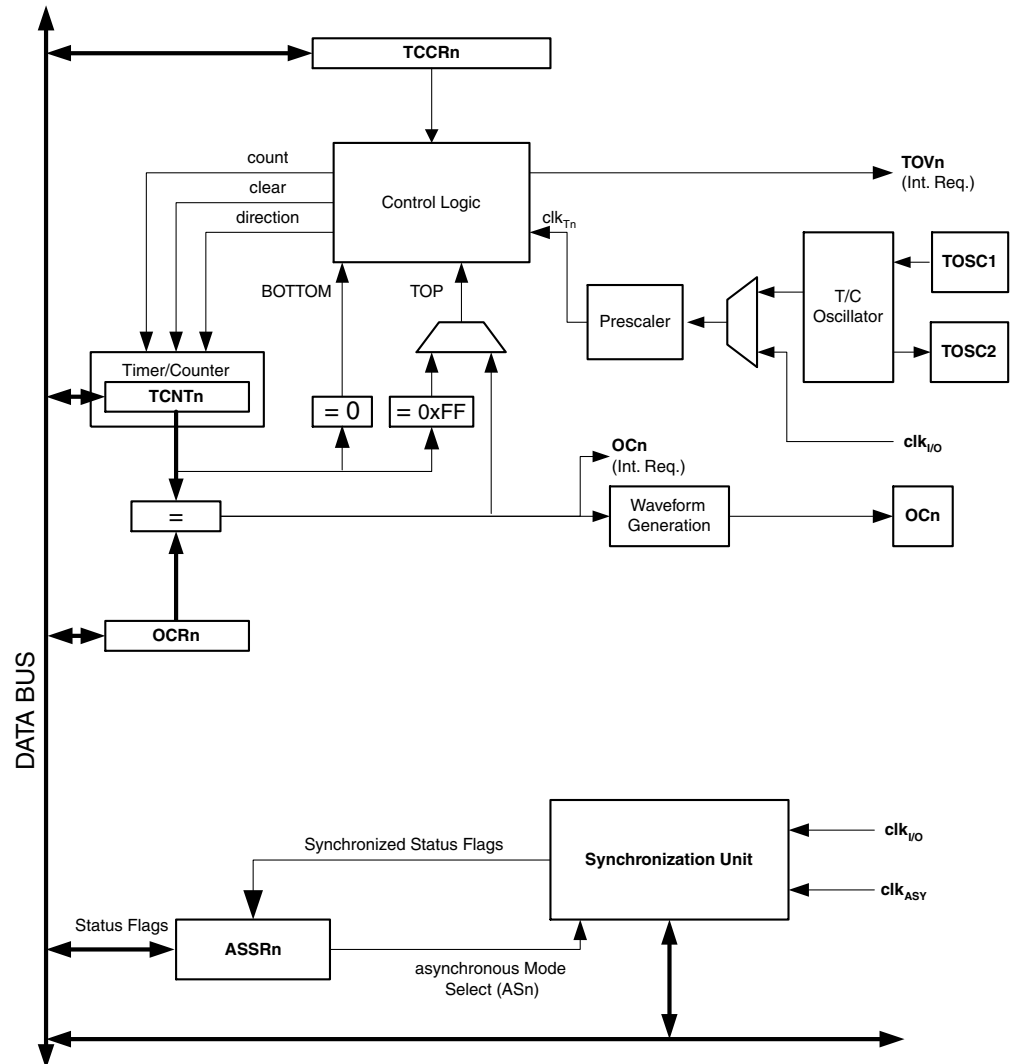 TCCRn
count
clear
direction
Control Logic
clk_Tn
TOVn
(Int. Req.)
TOSC1
T/C
Oscillator
TOSC2
Prescaler
BOTTOM
TOP
Timer/Counter
TCNTn
= 0
= 0xFF
clk_I/O
OCn
(Int. Req.)
=
Waveform
Generation
OCn
OCRn
DATA BUS
Synchronized Status Flags
Synchronization Unit
clk_I/O
clk_ASY
Status Flags
ASSRn
asynchronous Mode
Select (ASn)